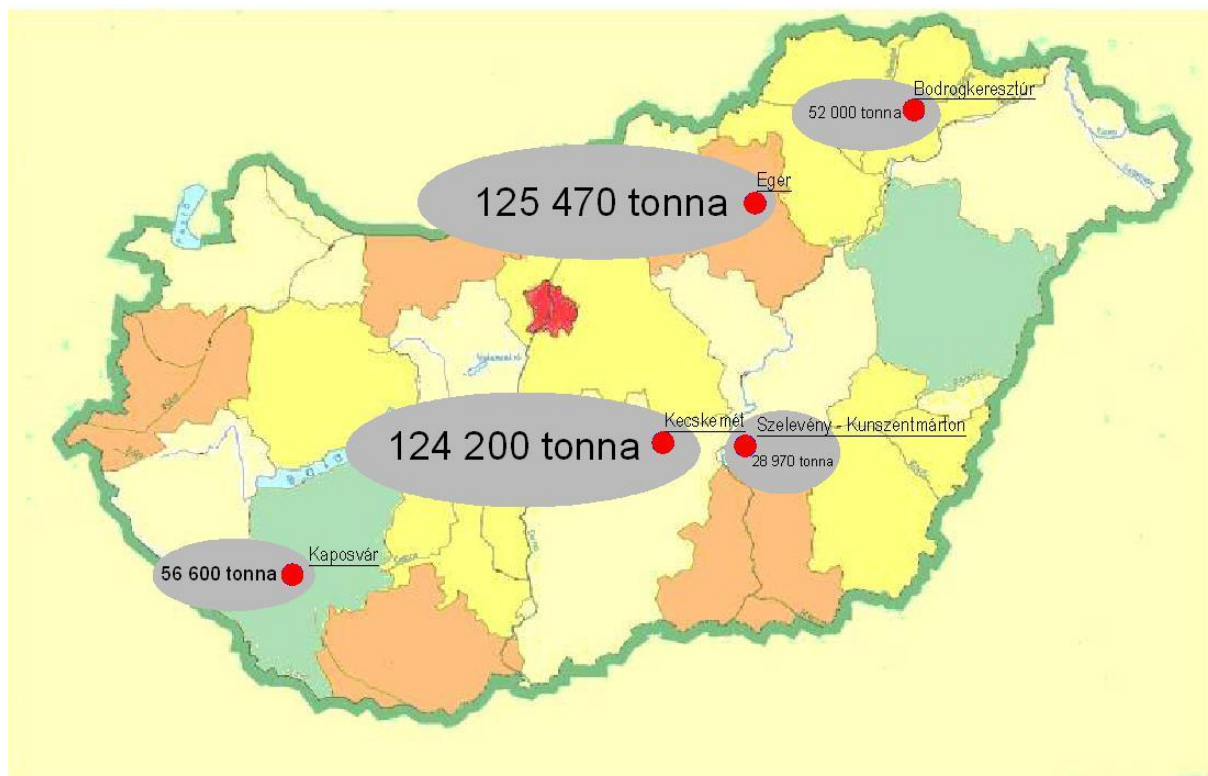 Bodrogkeresztúr
52 000 tonna
Eger
125 470 tonna
Kecskemét
124 200 tonna
Szelevény - Kunszentmárton
28 970 tonna
Kaposvár
56 600 tonna